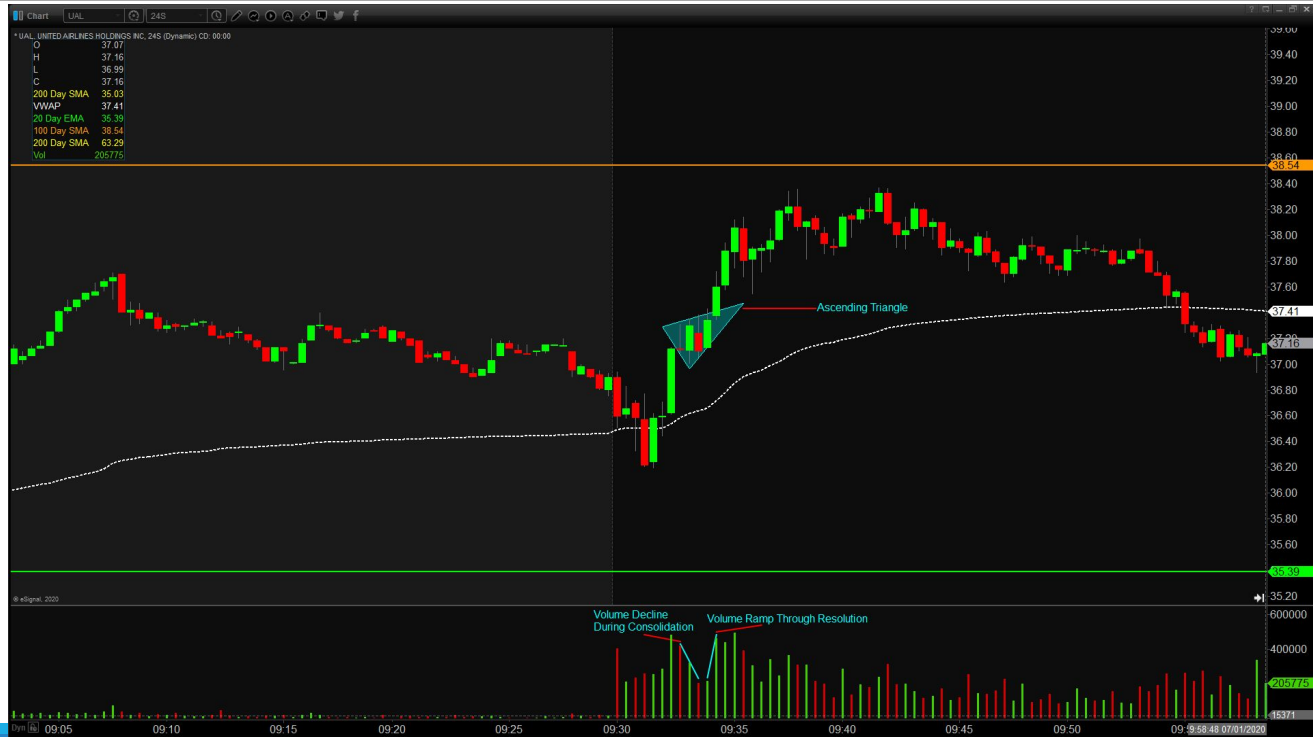 Chart UAL 24S
* UAL, UNITED AIRLINES HOLDINGS INC, 24S (Dynamic) CD: 00:00
O 37.07
H 37.16
L 36.99
C 37.16
200 Day SMA 35.03
VWAP 37.41
20 Day EMA 35.39
100 Day SMA 38.54
200 Day SMA 63.29
Vol 205775
39.60
39.40
39.20
39.00
38.80
38.60
38.54
38.40
38.20
38.00
37.80
37.60
37.41
37.20
37.16
37.00
36.80
36.60
36.40
36.20
36.00
35.80
35.60
35.39
35.20
Ascending Triangle
© eSignal, 2020
Volume Decline
During Consolidation
Volume Ramp Through Resolution
600000
400000
205775
15371
Dyn 09:05 09:10 09:15 09:20 09:25 09:30 09:35 09:40 09:45 09:50 9:58:48 07/01/2020